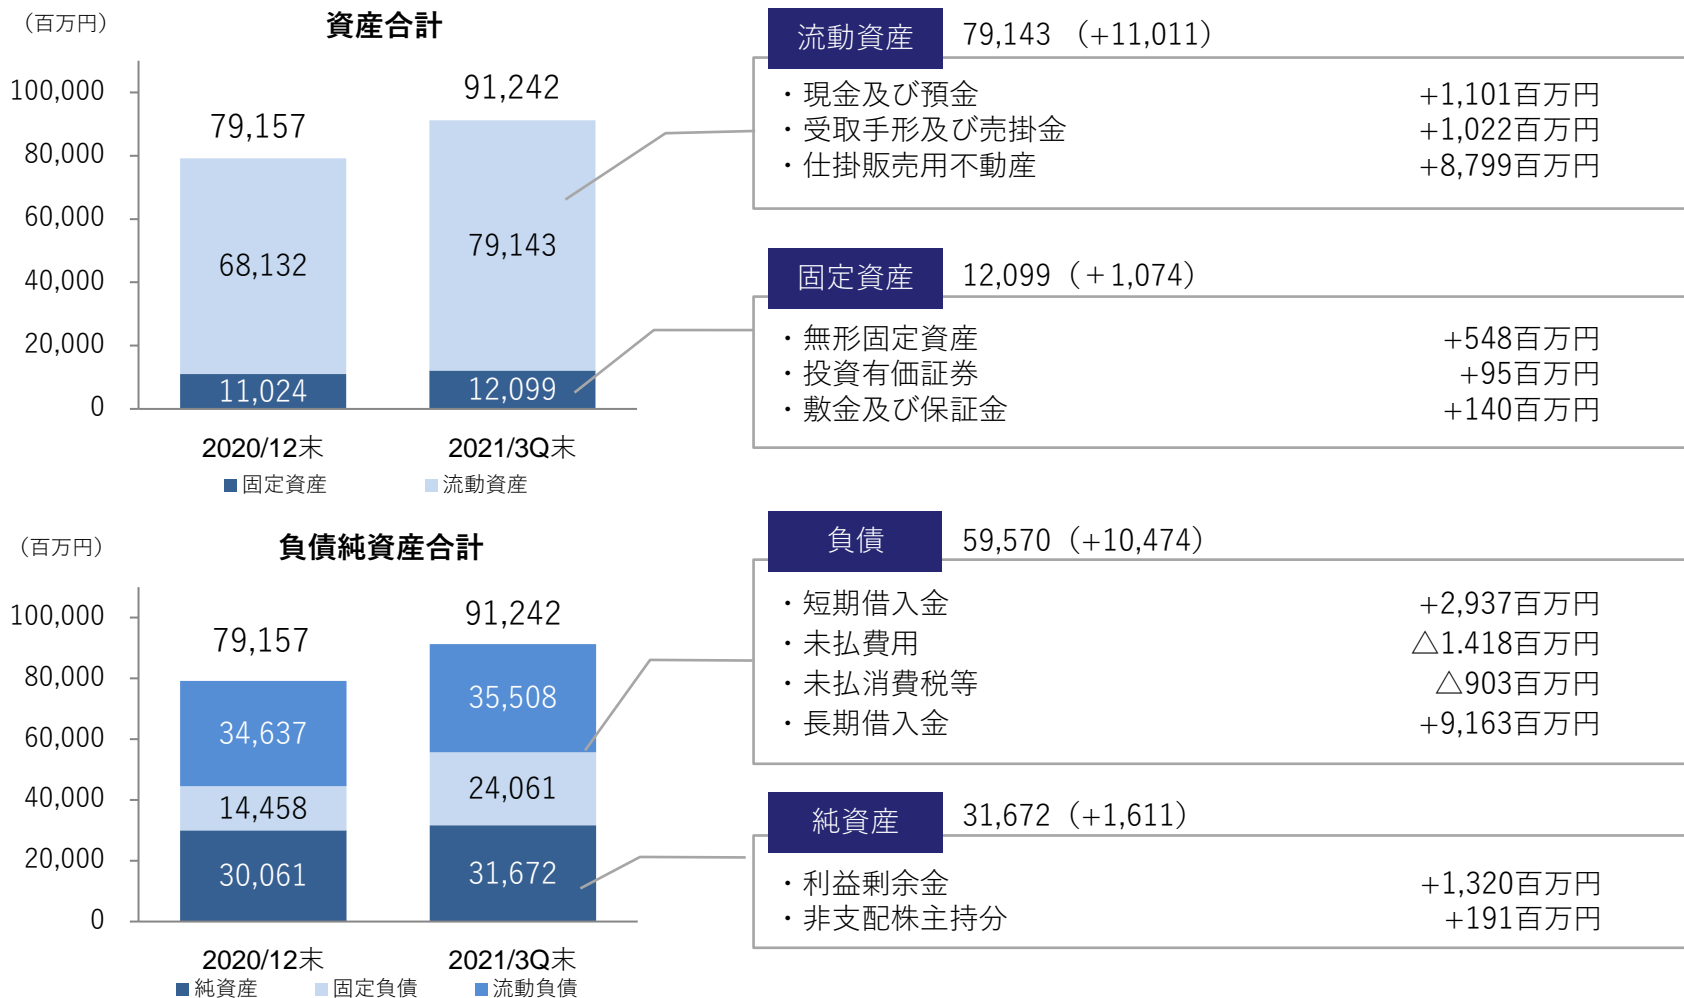 （百万円）
資産合計
100,000
80,000
60,000
40,000
20,000
0
79,157
91,242
68,132
79,143
11,024
12,099
2020/12末
2021/3Q末
固定資産
流動資産
流動資産
79,143 （+11,011）
・現金及び預金 +1,101百万円
・受取手形及び売掛金 +1,022百万円
・仕掛販売用不動産 +8,799百万円
固定資産
12,099（＋1,074）
・無形固定資産 +548百万円
・投資有価証券 +95百万円
・敷金及び保証金 +140百万円
（百万円）
負債純資産合計
100,000
80,000
60,000
40,000
20,000
0
79,157
91,242
34,637
35,508
14,458
24,061
30,061
31,672
2020/12末
2021/3Q末
純資産
固定負債
流動負債
負債
59,570（+10,474）
・短期借入金 +2,937百万円
・未払費用 △1.418百万円
・未払消費税等 △903百万円
・長期借入金 +9,163百万円
純資産
31,672（+1,611）
・利益剰余金 +1,320百万円
・非支配株主持分 +191百万円